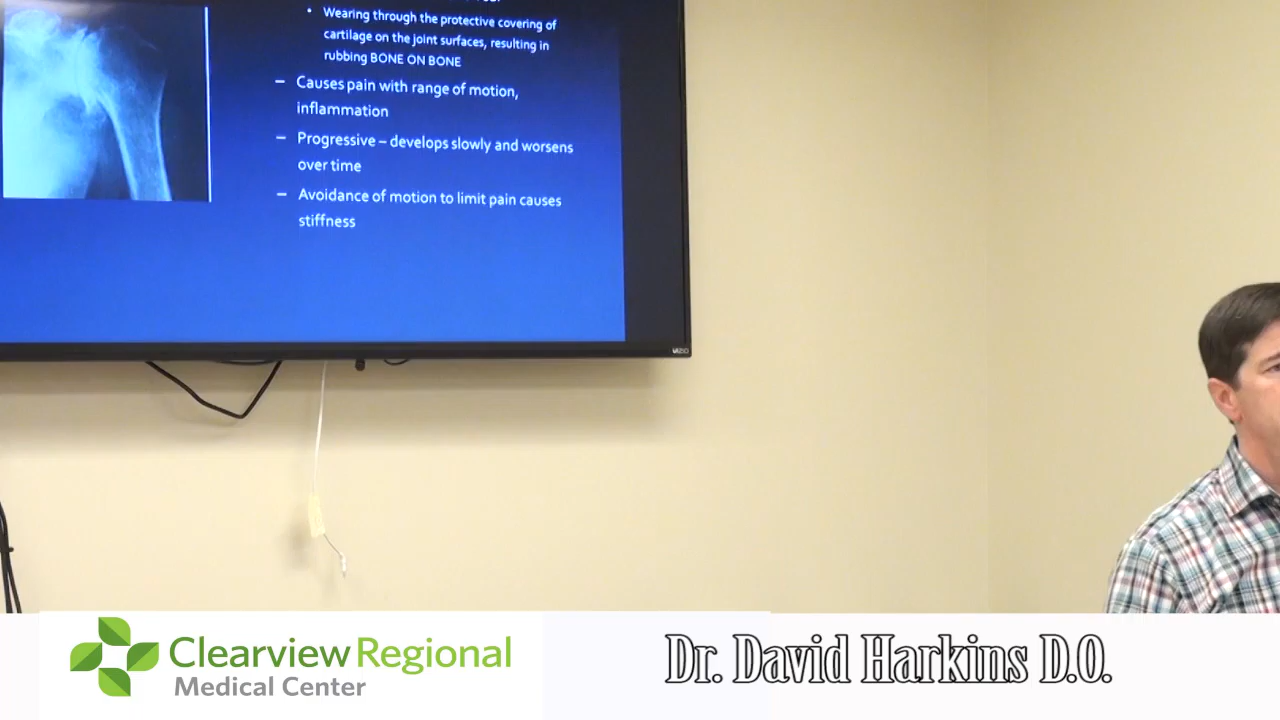 • Wearing through the protective covering of
cartilage on the joint surfaces, resulting in
rubbing BONE ON BONE
– Causes pain with range of motion,
inflammation
– Progressive – develops slowly and worsens
over time
– Avoidance of motion to limit pain causes
stiffness
VIZIO
Clearview Regional
Medical Center
Dr. David Harkins D.O.